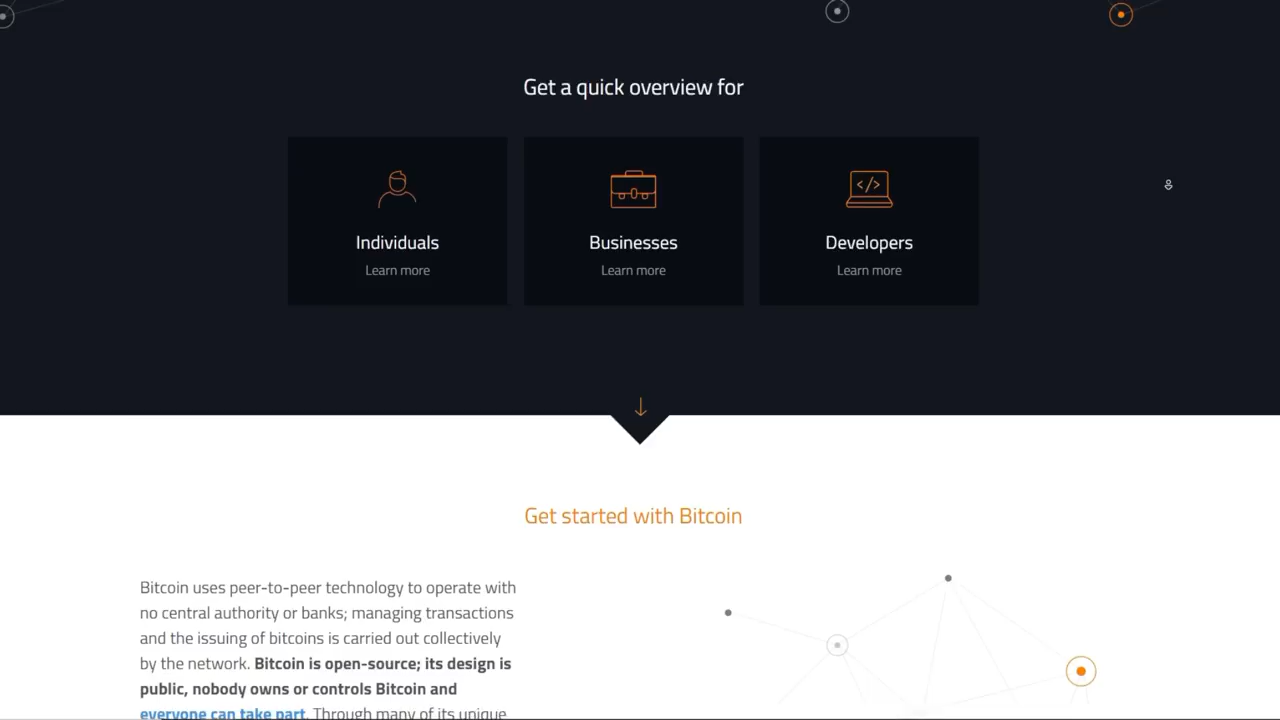 Get a quick overview for
</>
Individuals
Businesses
Developers
Learn more
Learn more
Learn more
Get started with Bitcoin
Bitcoin uses peer-to-peer technology to operate with
no central authority or banks; managing transactions
and the issuing of bitcoins is carried out collectively
by the network. Bitcoin is open-source; its design is
public, nobody owns or controls Bitcoin and
everyone can take part. Through many of its unique